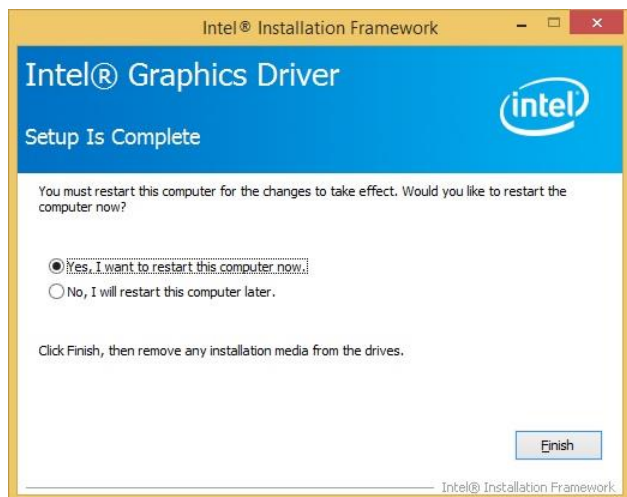 Intel® Installation Framework
Intel® Graphics Driver
intel
Setup Is Complete
You must restart this computer for the changes to take effect. Would you like to restart the
computer now?
Yes, I want to restart this computer now.
No, I will restart this computer later.
Click Finish, then remove any installation media from the drives.
Finish
Intel® Installation Framework